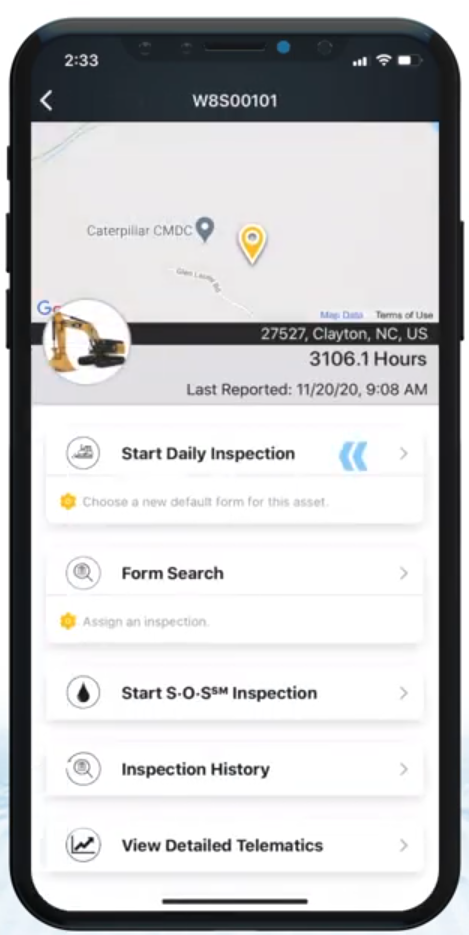 2:33
W8S00101
Caterpillar CMDC
Glen Laurel Rd
Map Data Terms of Use
27527, Clayton, NC, US
3106.1 Hours
Last Reported: 11/20/20, 9:08 AM
Start Daily Inspection
Choose a new default form for this asset.
Form Search
Assign an inspection.
Start S·O·S℠ Inspection
Inspection History
View Detailed Telematics